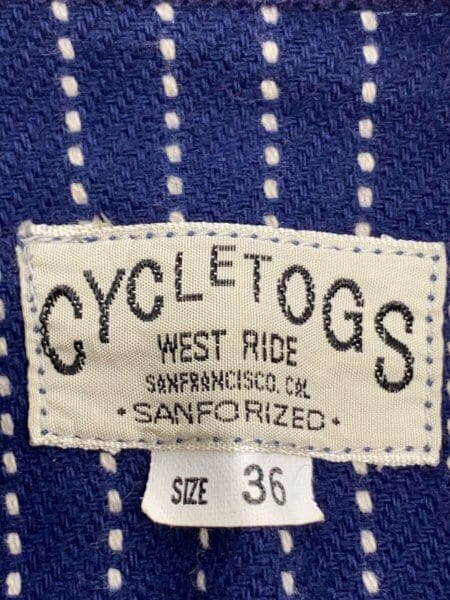 CYCLETOGS
WEST RIDE
SANFRANCISCO. CAL
• SANFORIZED •
SIZE 36